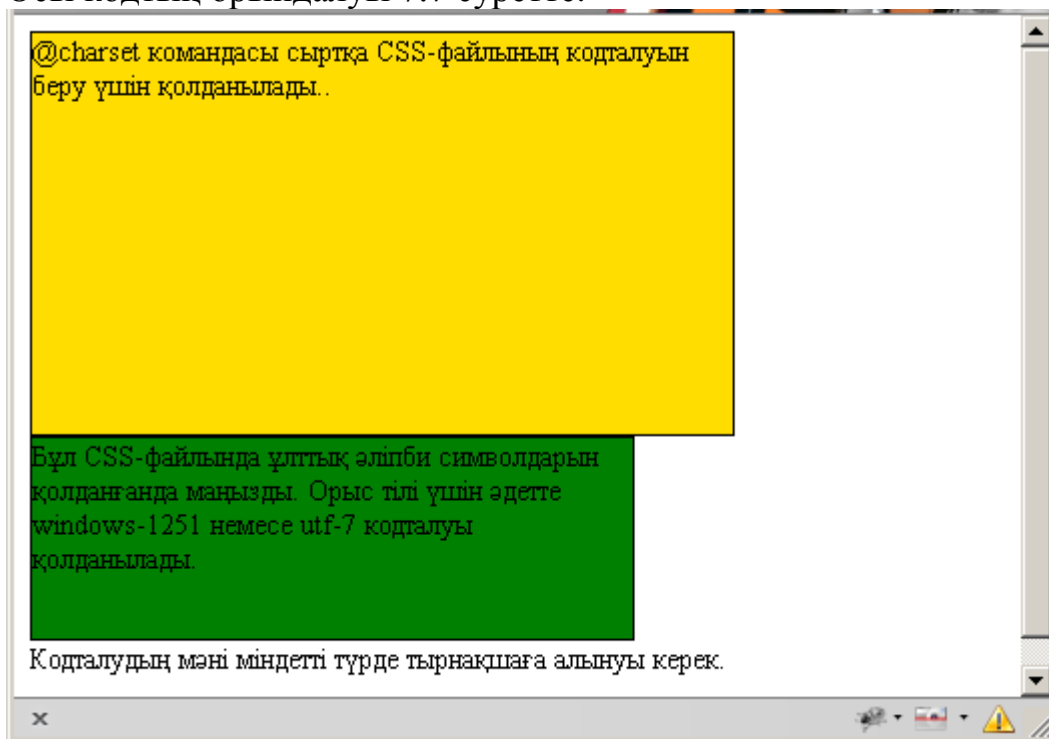 @charset командасы сыртқа CSS-файлының кодталуын
беру үшін қолданылады..
Бұл CSS-файлында ұлттық әліпби символдарын
қолданғанда маңызды. Орыс тілі үшін әдетте
windows-1251 немесе utf-7 кодталуы
қолданылады.
Кодталудың мәні міндетті түрде тырнақшаға алынуы керек.